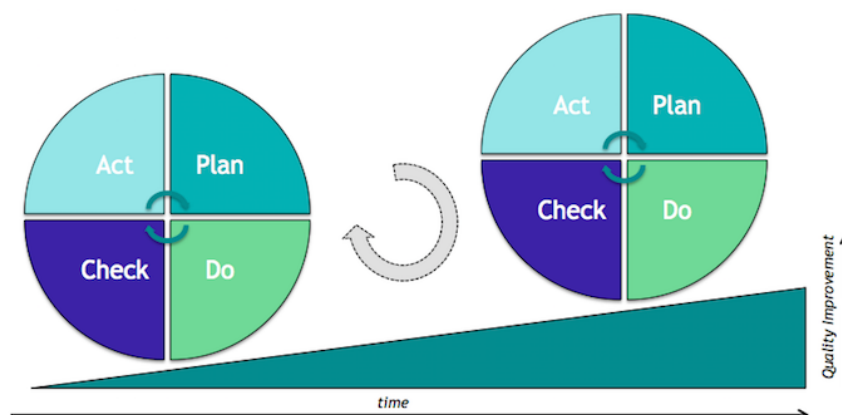 Act
Plan
Check
Do
Act
Plan
Check
Do
Quality Improvement
time